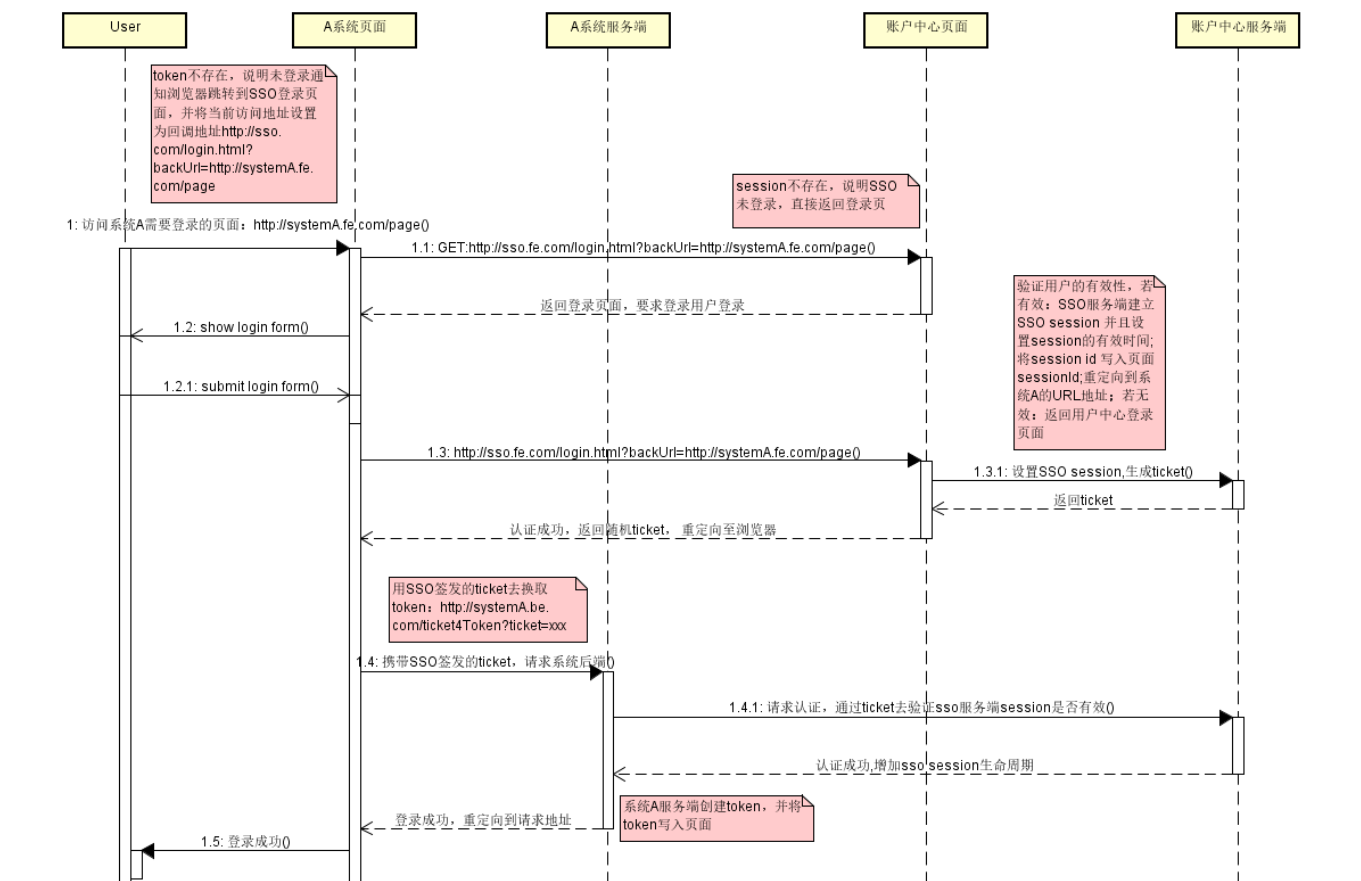 User
A系统页面
A系统服务端
账户中心页面
账户中心服务端
token不存在，说明未登录通
知浏览器跳转到SSO登录页
面，并将当前访问地址设置
为回调地址http://sso.
com/login.html?
backUrl=http://systemA.fe.
com/page
session不存在，说明SSO
未登录，直接返回登录页
1: 访问系统A需要登录的页面：http://systemA.fe.com/page()
1.1: GET:http://sso.fe.com/login.html?backUrl=http://systemA.fe.com/page()
验证用户的有效性，若
有效：SSO服务端建立
SSO session 并且设
置session的有效时间;
将session id 写入页面
sessionId;重定向到系
统A的URL地址；若无
效：返回用户中心登录
页面
返回登录页面，要求登录用户登录
1.2: show login form()
1.2.1: submit login form()
1.3: http://sso.fe.com/login.html?backUrl=http://systemA.fe.com/page()
1.3.1: 设置SSO session,生成ticket()
返回ticket
认证成功，返回随机ticket， 重定向至浏览器
用SSO签发的ticket去换取
token：http://systemA.be.
com/ticket4Token?ticket=xxx
1.4: 携带SSO签发的ticket，请求系统后端()
1.4.1: 请求认证，通过ticket去验证sso服务端session是否有效()
认证成功,增加sso session生命周期
系统A服务端创建token，并将
token写入页面
登录成功，重定向到请求地址
1.5: 登录成功()